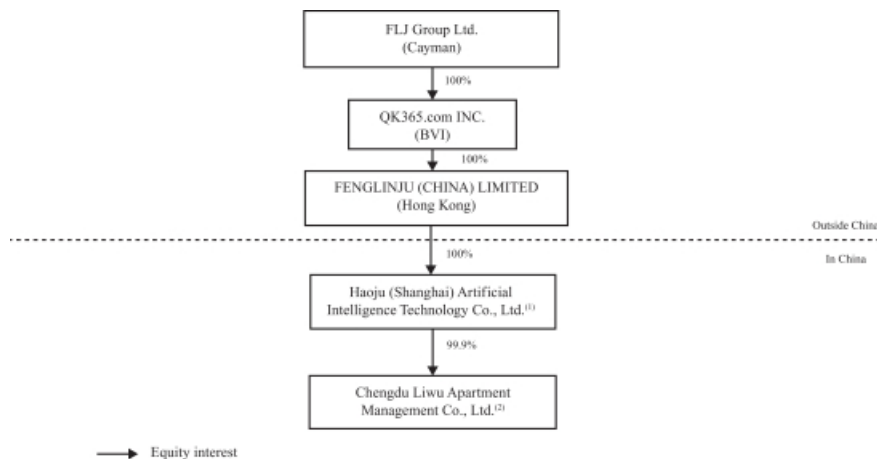 FLJ Group Ltd.
(Cayman)
100%
QK365.com INC.
(BVI)
100%
FENGLINJU (CHINA) LIMITED
(Hong Kong)
Outside China
In China
100%
Haoju (Shanghai) Artificial
Intelligence Technology Co., Ltd.(1)
99.9%
Chengdu Liwu Apartment
Management Co., Ltd.(2)
Equity interest